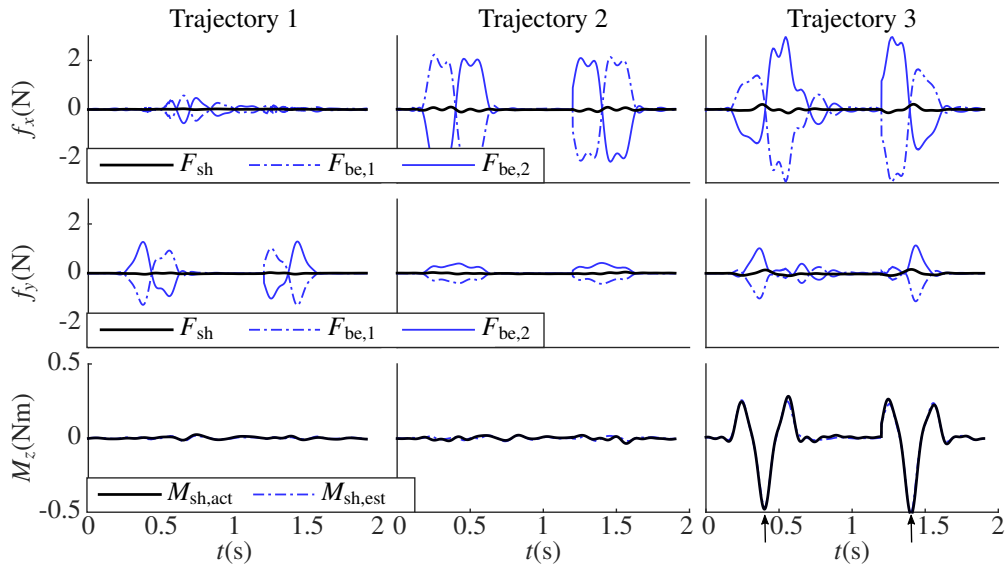 Trajectory 1 Trajectory 2 Trajectory 3
2
f_x(N)
0
-2
F_sh F_be,1 F_be,2
2
f_y(N)
0
-2
F_sh F_be,1 F_be,2
0.5
M_z(Nm)
0
M_sh,act M_sh,est
-0.5
0 0.5 1 1.5 2 0 0.5 1 1.5 2 0 0.5 1 1.5 2
t(s) t(s) t(s)